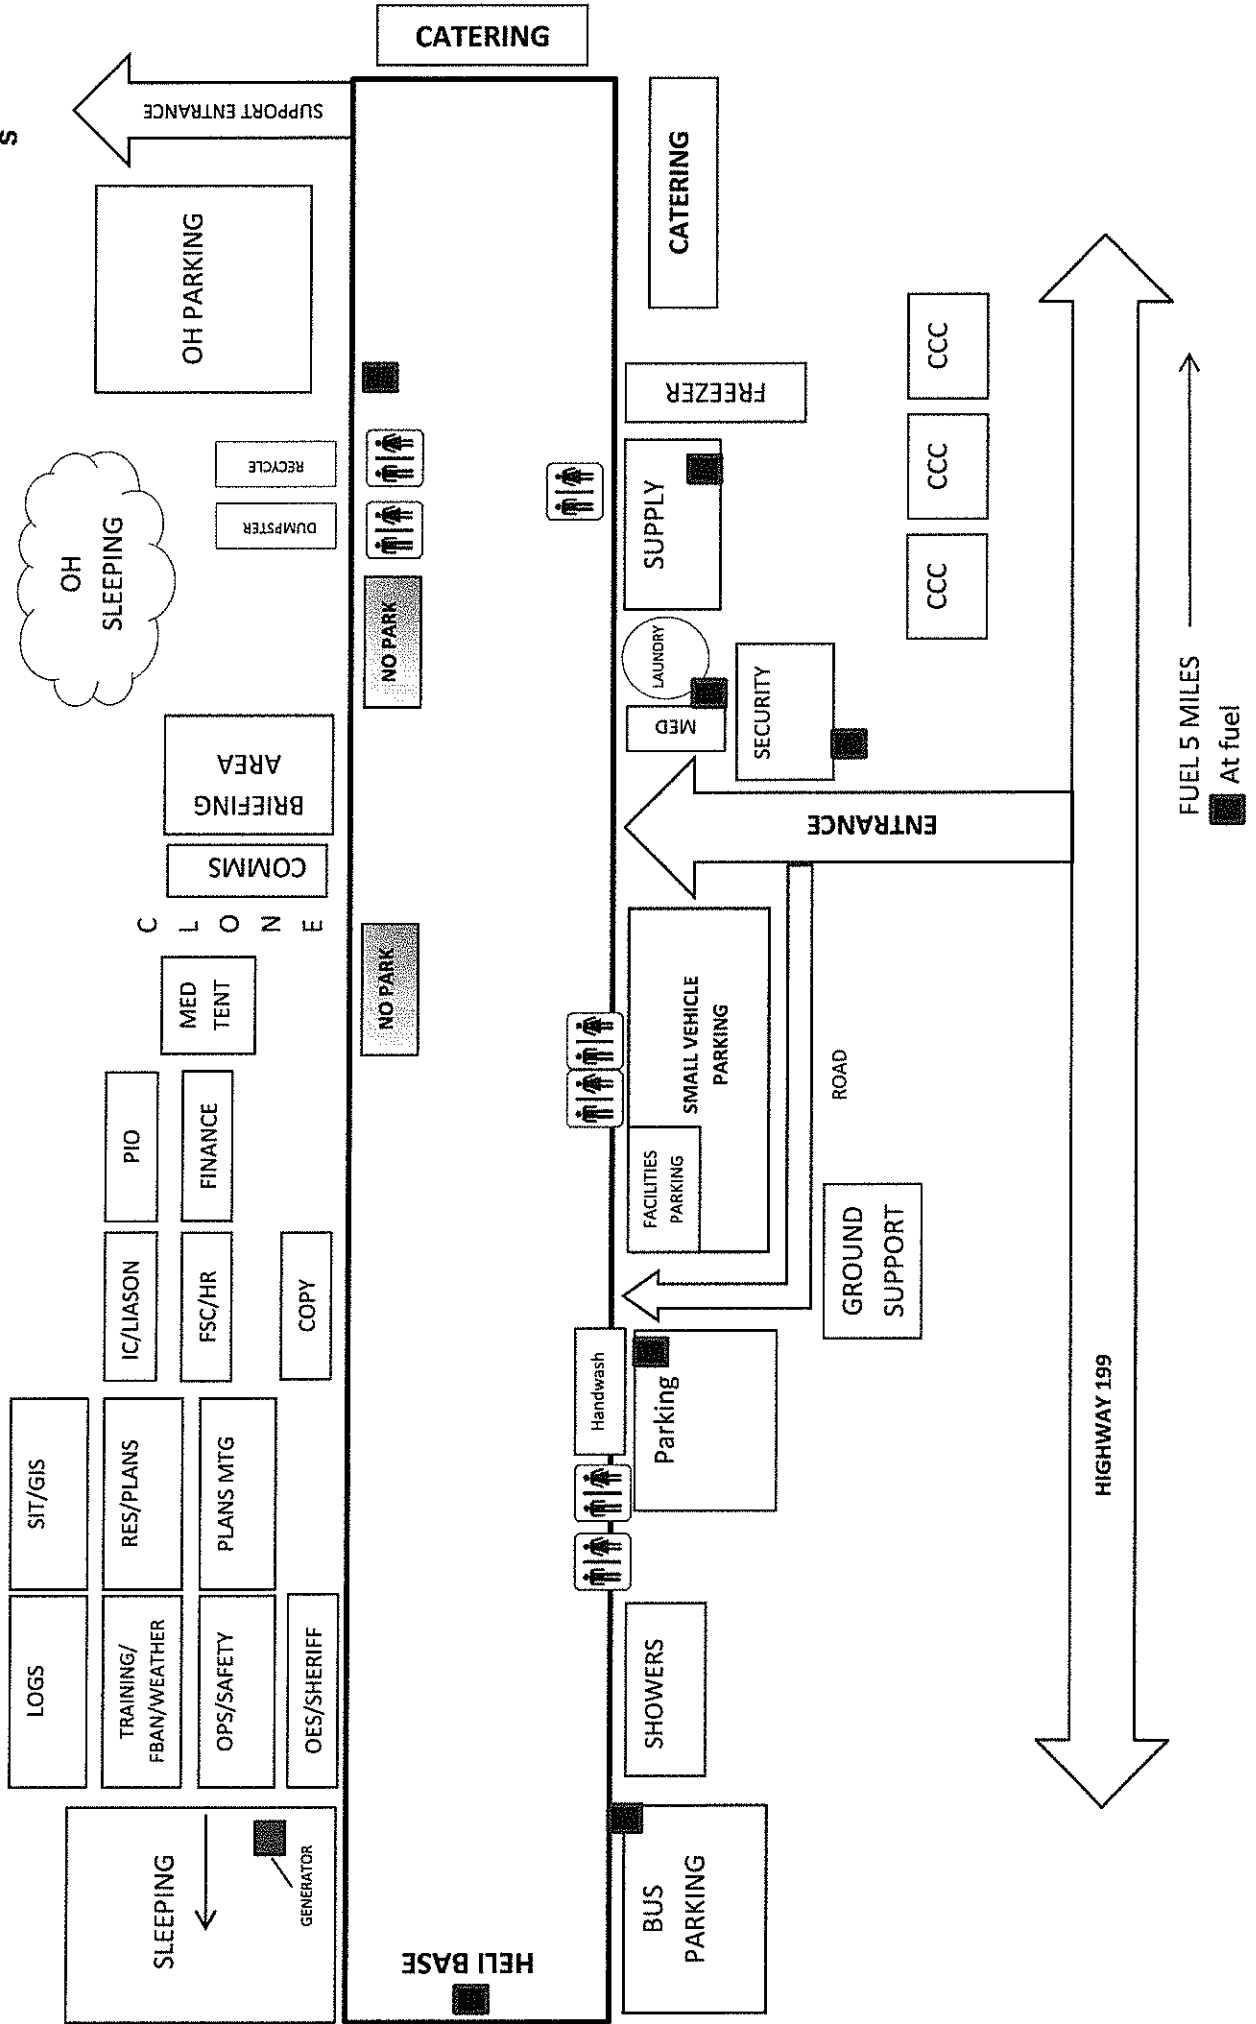 S
LOGS
SIT/GIS
OH
SLEEPING
SLEEPING
GENERATOR
TRAINING/
FBAN/WEATHER
RES/PLANS
IC/LIASON
PIO
OPS/SAFETY
PLANS MTG
FSC/HR
FINANCE
OES/SHERIFF
COPY
MED
TENT
C
L
O
N
E
COMMS
BRIEFING
AREA
DUMPSTER
RECYCLE
OH PARKING
SUPPORT ENTRANCE
HELI BASE
NO PARK
NO PARK
CATERING
Handwash
BUS
PARKING
SHOWERS
Parking
FACILITIES
PARKING
SMALL VEHICLE
PARKING
MED
LAUNDRY
SUPPLY
FREEZER
CATERING
SECURITY
ENTRANCE
ROAD
GROUND
SUPPORT
CCC
CCC
CCC
HIGHWAY 199
FUEL 5 MILES
At fuel